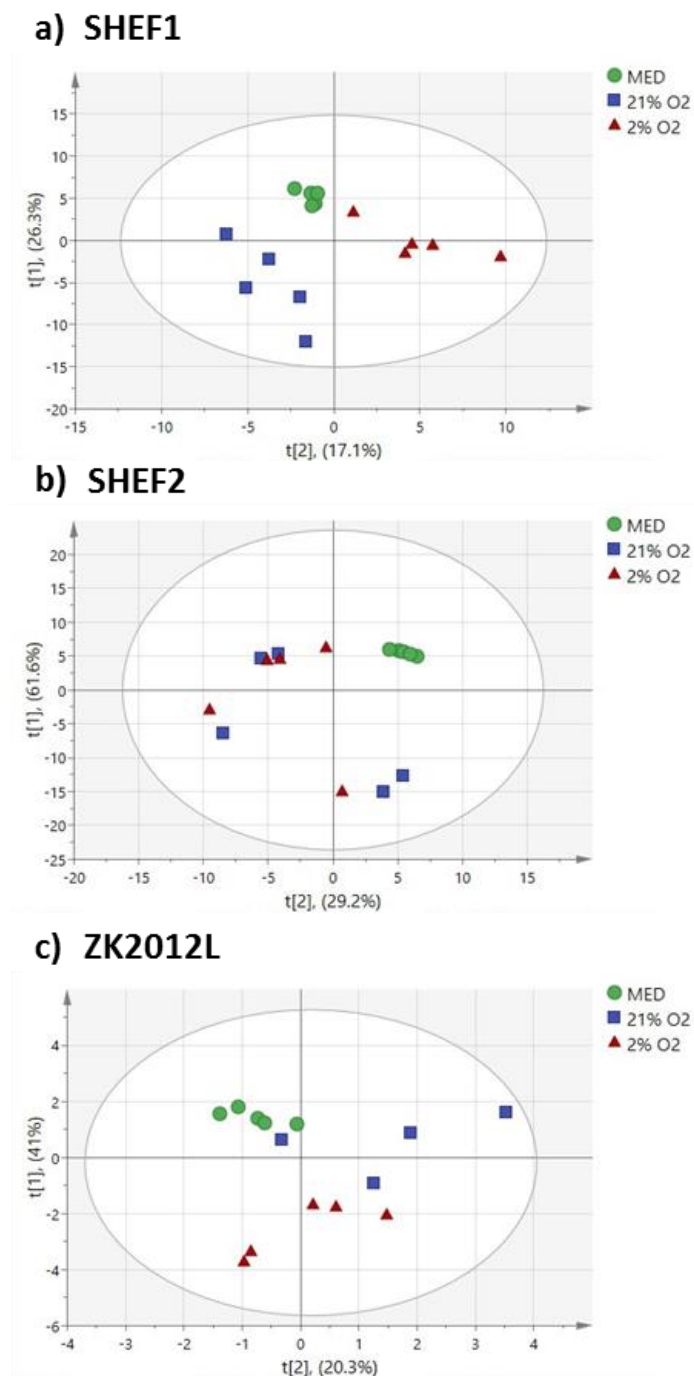 a) SHEF1
MED
21% O2
2% O2
15
10
5
0
-5
-10
-15
-20
t[1], (26.3%)
-15 -10 -5 0 5 10
t[2], (17.1%)
b) SHEF2
MED
21% O2
2% O2
20
15
10
5
0
-5
-10
-15
-20
-25
t[1], (61.6%)
-20 -15 -10 -5 0 5 10 15
t[2], (29.2%)
c) ZK2012L
MED
21% O2
2% O2
4
2
0
-2
-4
-6
t[1], (41%)
-4 -3 -2 -1 0 1 2 3 4
t[2], (20.3%)